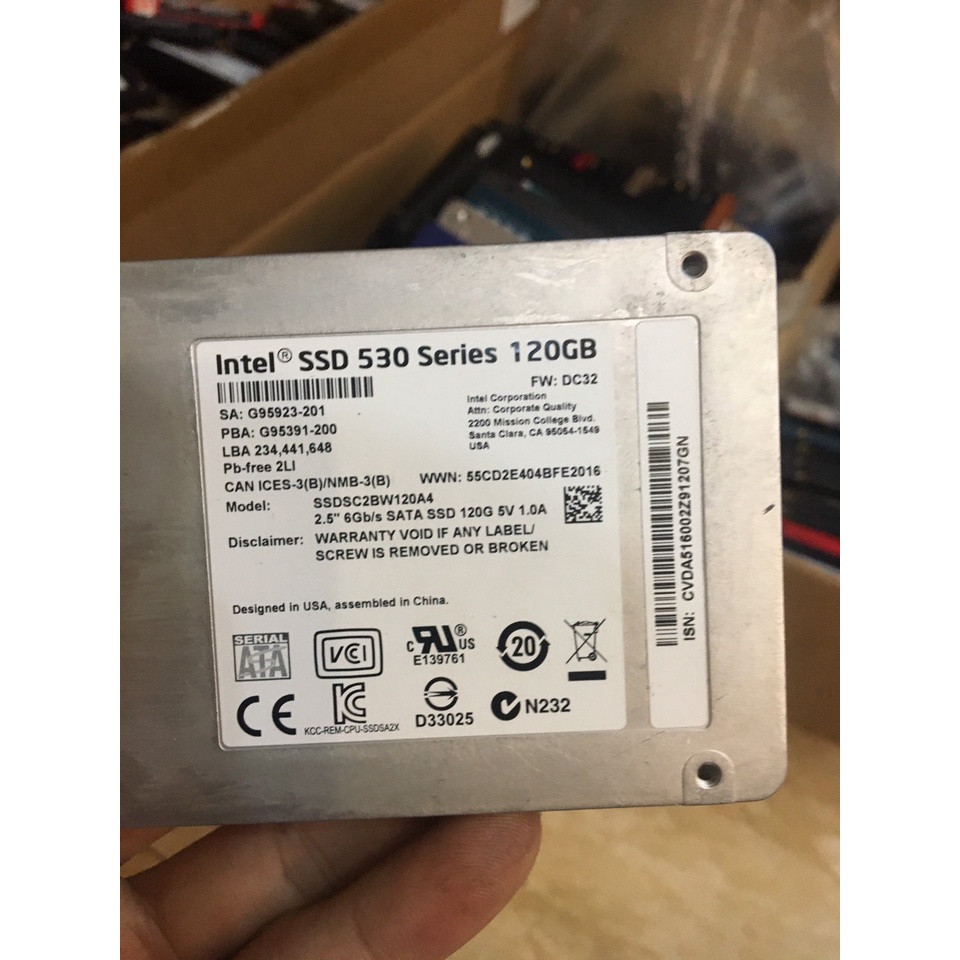 Intel® SSD 530 Series 120GB
FW: DC32
SA: G95923-201
PBA: G95391-200
LBA 234,441,648
Pb-free 2LI
CAN ICES-3(B)/NMB-3(B)
Intel Corporation
Attn: Corporate Quality
2200 Mission College Blvd.
Santa Clara, CA 95054-1549
USA
WWN: 55CD2E404BFE2016
Model: SSDSC2BW120A4
2.5" 6Gb/s SATA SSD 120G 5V 1.0A
Disclaimer: WARRANTY VOID IF ANY LABEL/
SCREW IS REMOVED OR BROKEN
Designed in USA, assembled in China.
SERIAL
ATA
VCI
c RU® US
E139761
20
CE
KCC-REM-CPU-SSDSA2X
D33025
N232
ISN: CVDA516002Z91207GN